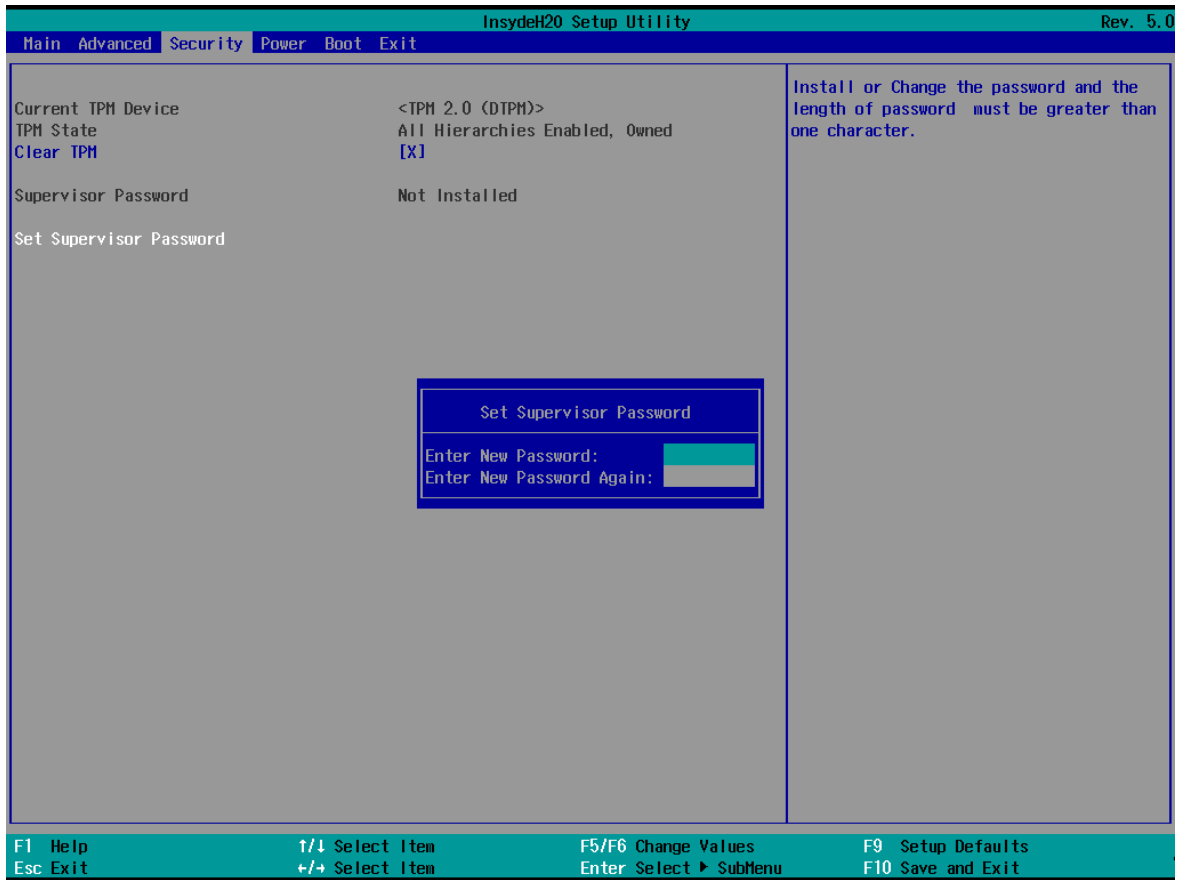 InsydeH20 Setup Utility Rev. 5.0
Main Advanced Security Power Boot Exit
Current TPM Device <TPM 2.0 (DTPM)>
TPM State All Hierarchies Enabled, Owned
Clear TPM [X]
Supervisor Password Not Installed
Set Supervisor Password
Install or Change the password and the
length of password must be greater than
one character.
Set Supervisor Password
Enter New Password:
Enter New Password Again:
F1 Help ↑/↓ Select Item F5/F6 Change Values F9 Setup Defaults
Esc Exit ←/→ Select Item Enter Select ▶ SubMenu F10 Save and Exit